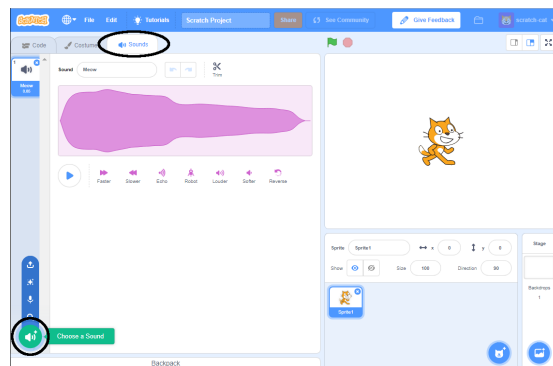 SCRATCH File Edit Tutorials Scratch Project Share See Community Give Feedback scratch cat
Code Costumes Sounds
1
Meow
Sound Meow
Trim
Faster Slower Echo Robot Louder Softer Reverse
Sprite Sprite1 x 0 y 0
Show Size 100 Direction 90
Sprite1
Stage
Backdrops
1
Choose a Sound
Backpack